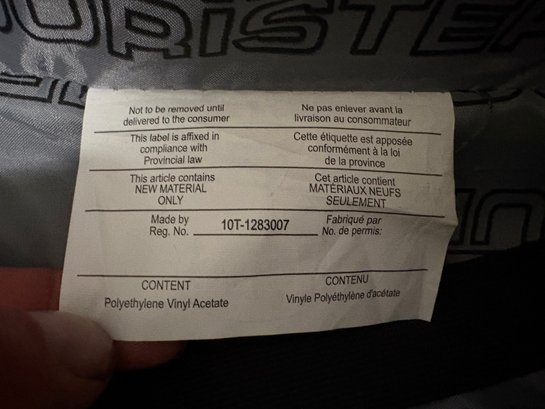 Not to be removed until
delivered to the consumer
Ne pas enlever avant la
livraison au consommateur
This label is affixed in
compliance with
Provincial law
Cette étiquette est apposée
conformément à la loi
de la province
This article contains
NEW MATERIAL
ONLY
Cet article contient
MATÉRIAUX NEUFS
SEULEMENT
Made by
Reg. No.
10T-1283007
Fabriqué par
No. de permis:
CONTENT
Polyethylene Vinyl Acetate
CONTENU
Vinyle Polyéthylène d'acétate